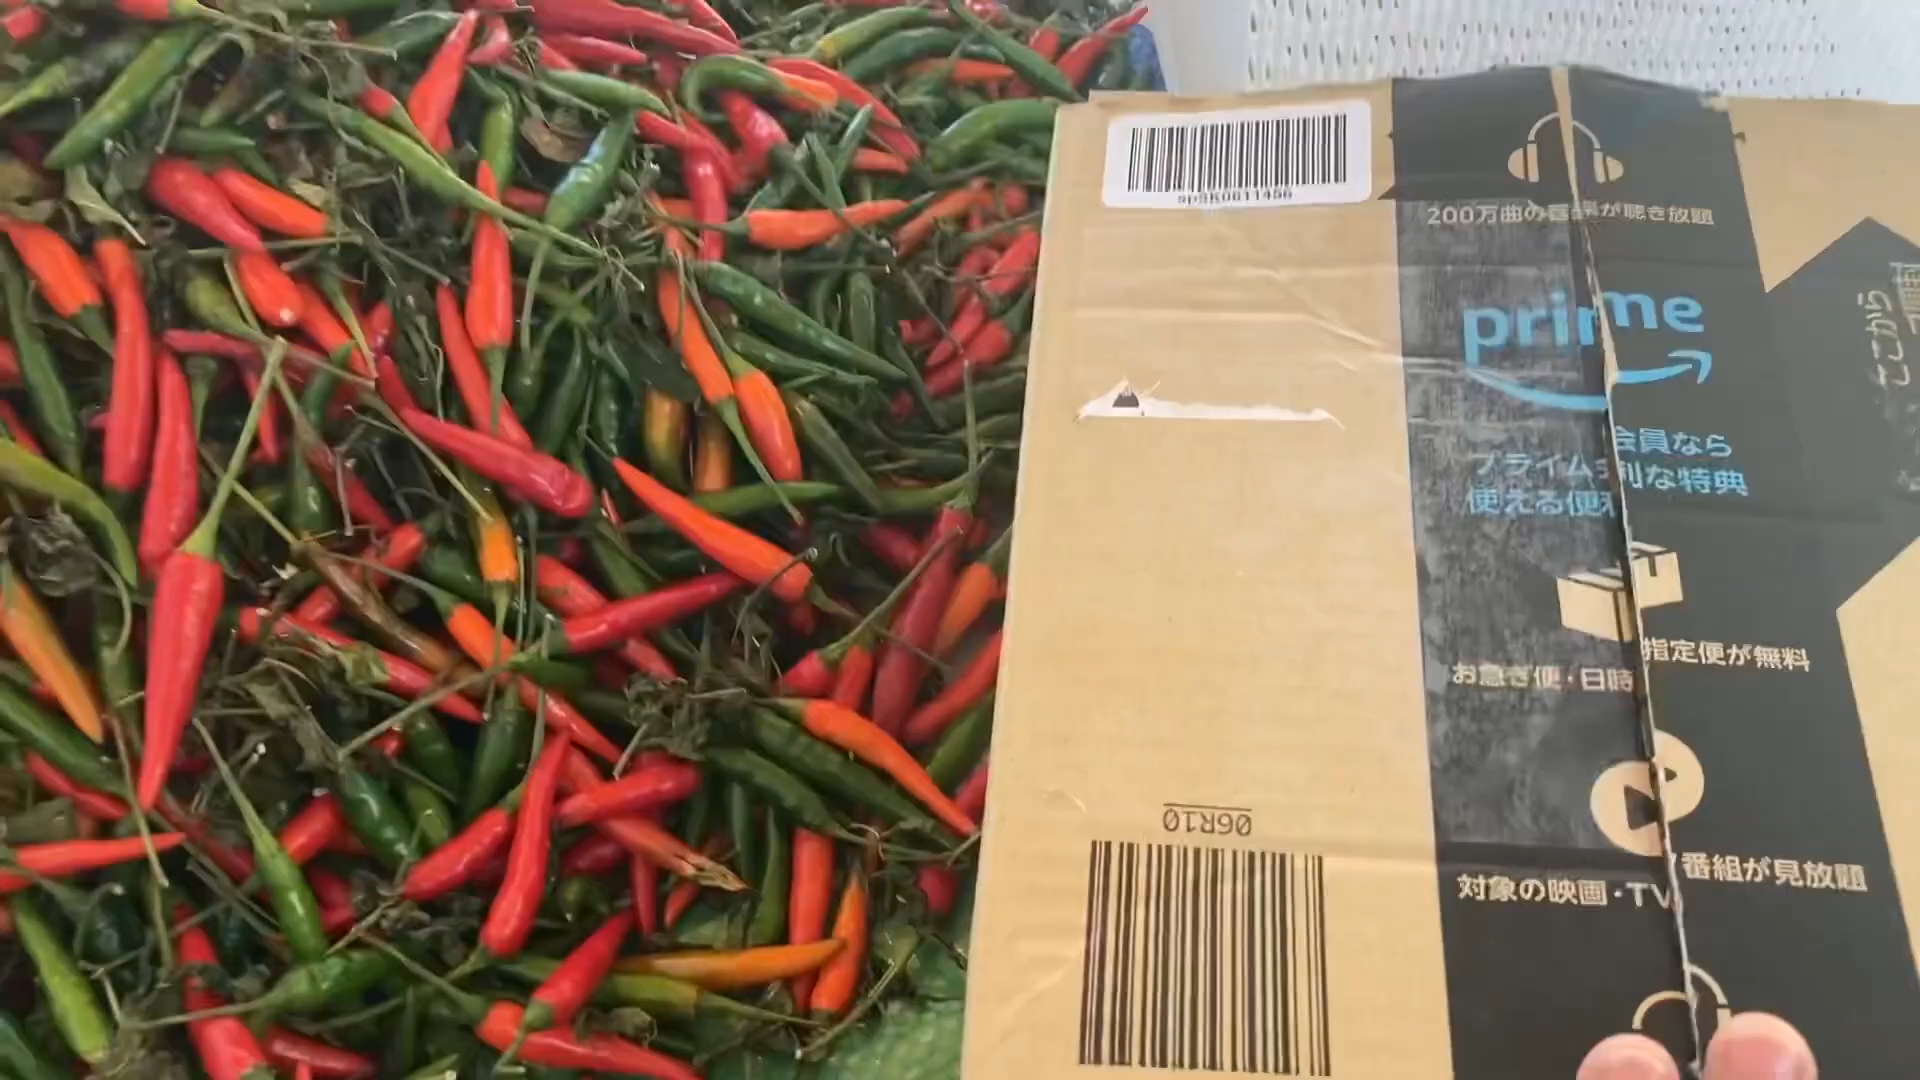 200万曲の音楽が聴き放題
prime
会員なら
プライム
利な特典
使える便利
指定便が無料
お急ぎ便・日時
番組が見放題
対象の映画・TV
06R10
ここから